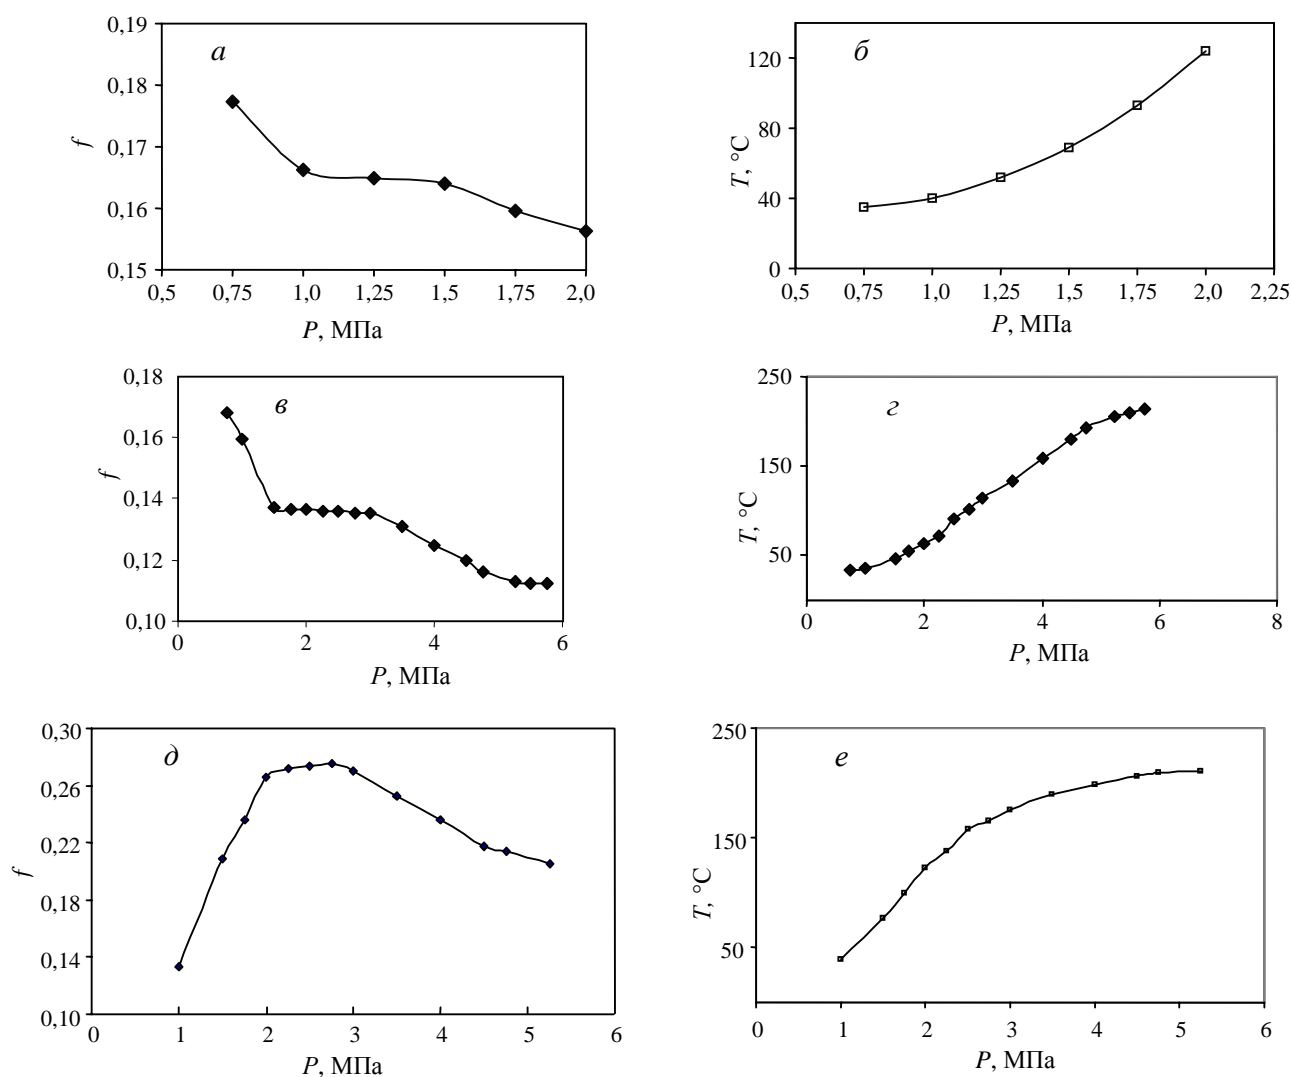 0,19
а
0,18
0,17
f
0,16
0,15
0,5 0,75 1,0 1,25 1,5 1,75 2,0
P, МПа
б
120
80
T, °C
40
0
0,5 0,75 1,0 1,25 1,5 1,75 2,0 2,25
P, МПа
0,18
в
0,16
f
0,14
0,12
0,10
0 2 4 6
P, МПа
250
г
150
T, °C
50
0 2 4 6 8
P, МПа
0,30
д
0,26
0,22
f
0,18
0,14
0,10
0 1 2 3 4 5 6
P, МПа
250
е
150
T, °C
50
0 1 2 3 4 5 6
P, МПа